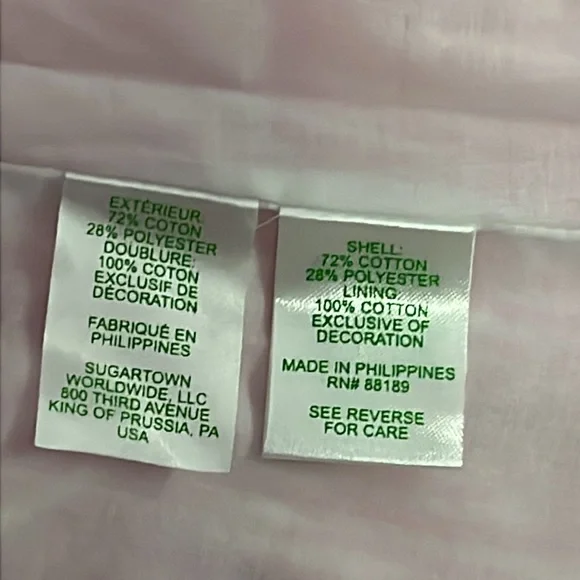 EXTÉRIEUR
72% COTON
28% POLYESTER
DOUBLURE:
100% COTON
EXCLUSIF DE
DÉCORATION
FABRIQUÉ EN
PHILIPPINES
SUGARTOWN
WORLDWIDE, LLC
800 THIRD AVENUE
KING OF PRUSSIA, PA
USA
SHELL:
72% COTTON
28% POLYESTER
LINING:
100% COTTON
EXCLUSIVE OF
DECORATION
MADE IN PHILIPPINES
RN# 88189
SEE REVERSE
FOR CARE